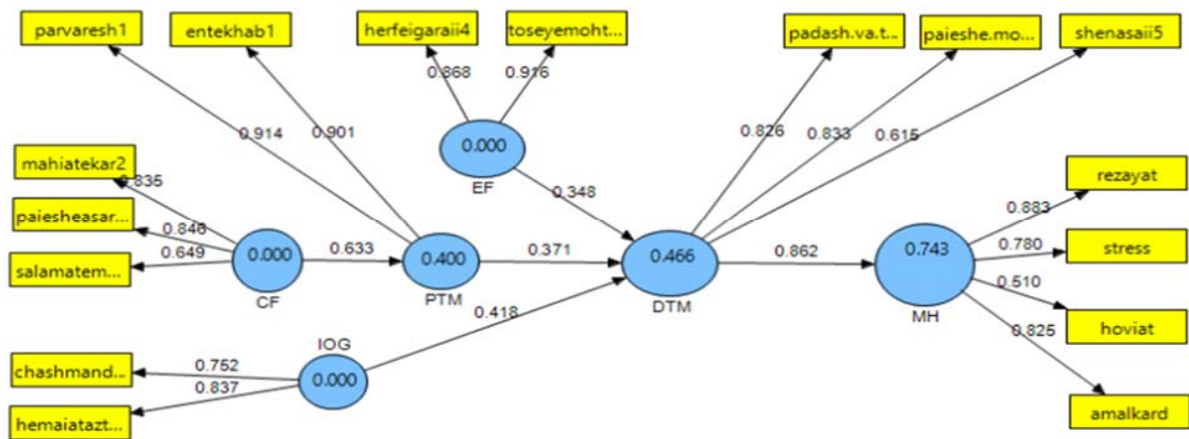 parvaresh1
entekhab1
herfeigaraii4
toseyemoht...
padash.va.t...
paieshe.mo...
shenasaii5
0.868
0.916
0.914
0.901
0.826
0.833
0.615
0.000
EF
mahiatekar2
0.835
rezayat
paiesheasar...
0.846
0.348
0.883
salamatem...
0.649
0.000
CF
0.633
0.400
PTM
0.371
0.466
DTM
0.862
0.743
MH
0.780
stress
0.510
hoviat
0.825
amalkard
0.418
IOG
0.000
chashmand...
0.752
hemaiatazt...
0.837